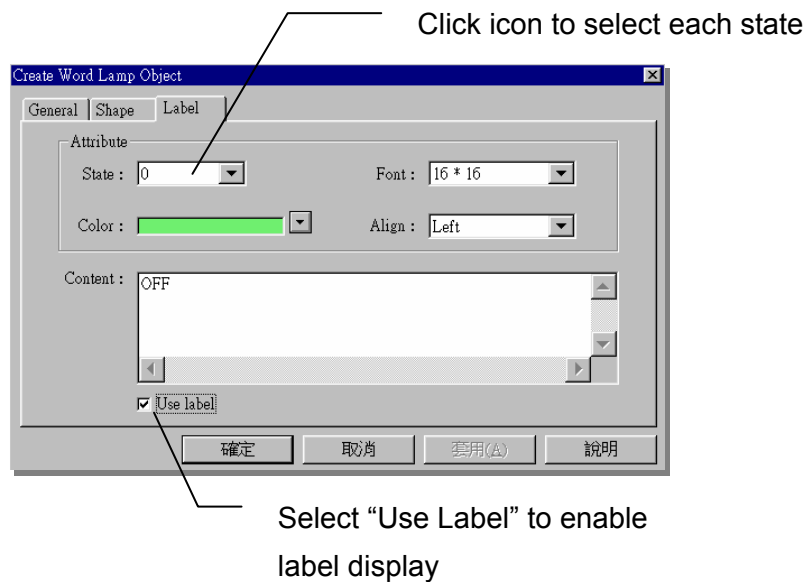 Click icon to select each state
Create Word Lamp Object
General Shape Label
Attribute
State : 0 Font : 16 * 16
Color : Align : Left
Content : OFF
Use label
確定 取消 套用(A) 說明
Select “Use Label” to enable
label display